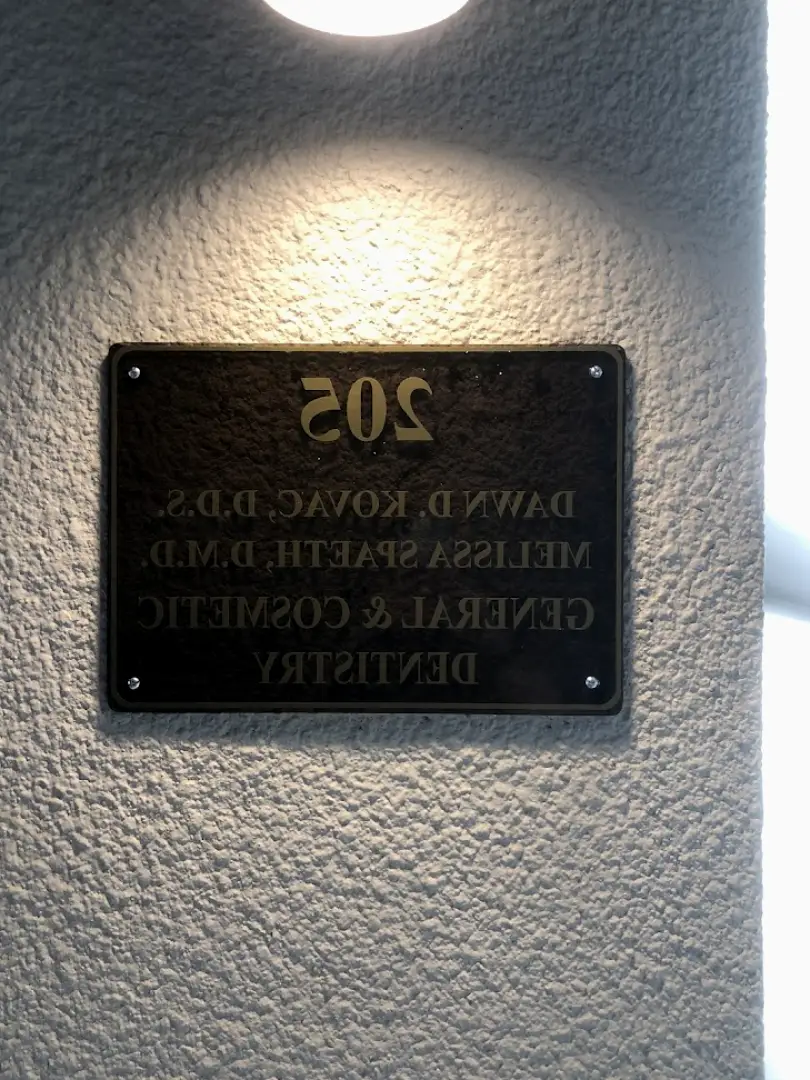 205
DAWN D. KOVAC, D.D.S.
MELISSA SPAETH, D.M.D.
GENERAL & COSMETIC
DENTISTRY